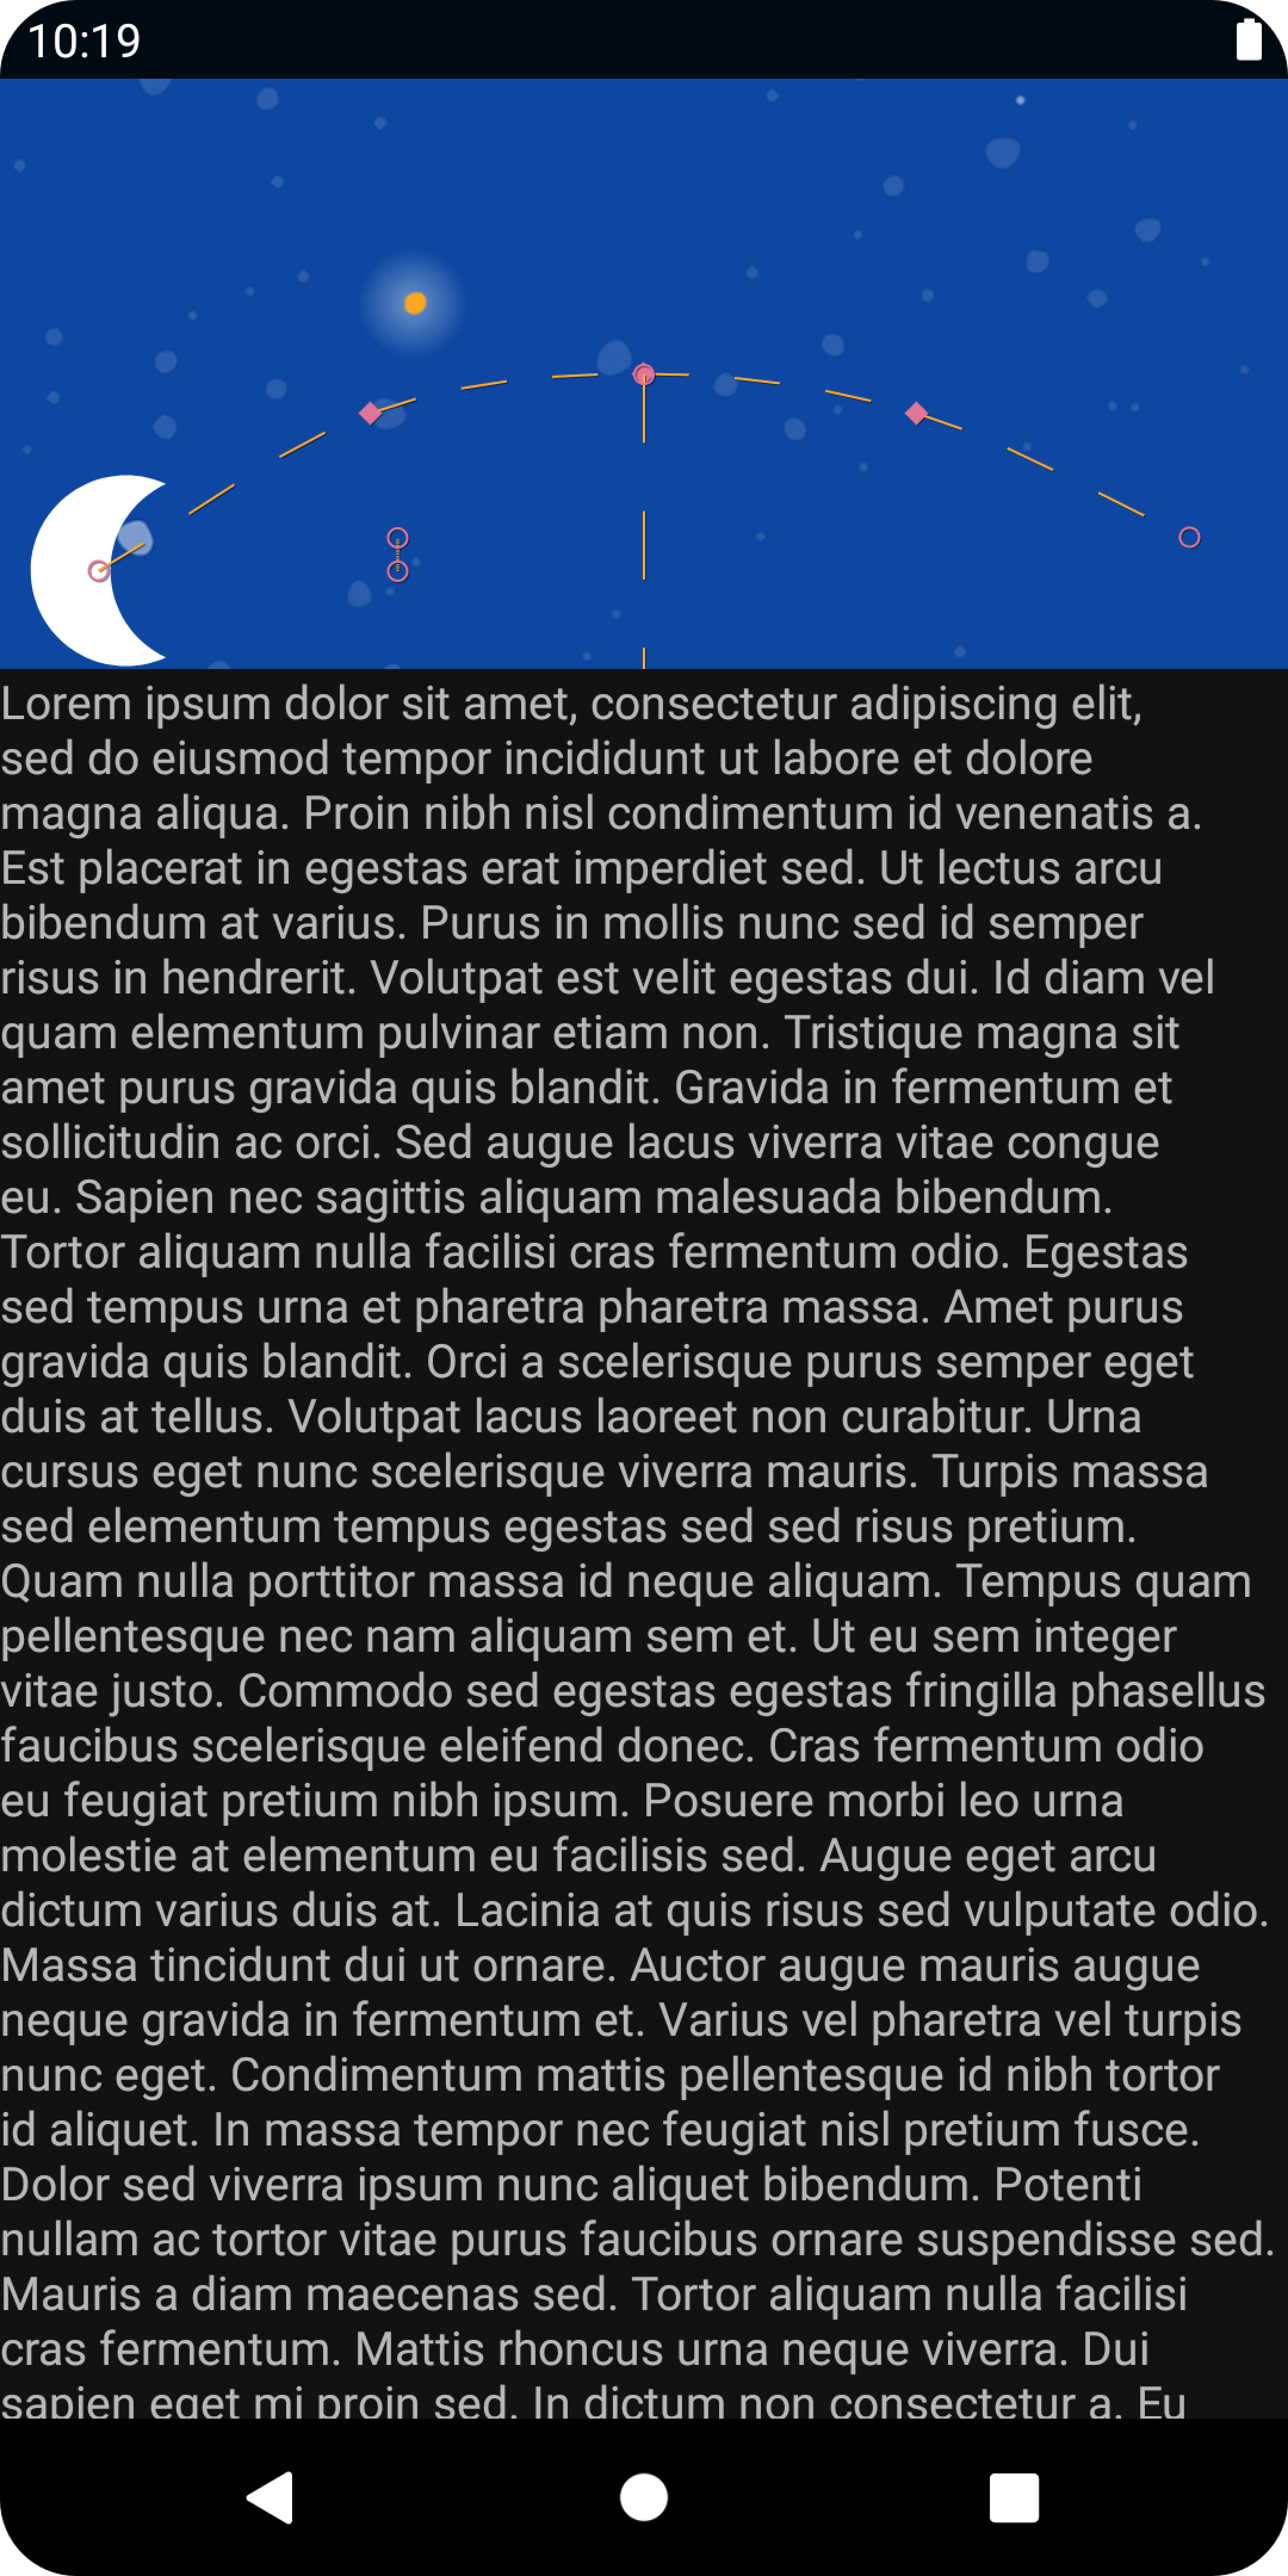 10:19
Lorem ipsum dolor sit amet, consectetur adipiscing elit,
sed do eiusmod tempor incididunt ut labore et dolore
magna aliqua. Proin nibh nisl condimentum id venenatis a.
Est placerat in egestas erat imperdiet sed. Ut lectus arcu
bibendum at varius. Purus in mollis nunc sed id semper
risus in hendrerit. Volutpat est velit egestas dui. Id diam vel
quam elementum pulvinar etiam non. Tristique magna sit
amet purus gravida quis blandit. Gravida in fermentum et
sollicitudin ac orci. Sed augue lacus viverra vitae congue
eu. Sapien nec sagittis aliquam malesuada bibendum.
Tortor aliquam nulla facilisi cras fermentum odio. Egestas
sed tempus urna et pharetra pharetra massa. Amet purus
gravida quis blandit. Orci a scelerisque purus semper eget
duis at tellus. Volutpat lacus laoreet non curabitur. Urna
cursus eget nunc scelerisque viverra mauris. Turpis massa
sed elementum tempus egestas sed sed risus pretium.
Quam nulla porttitor massa id neque aliquam. Tempus quam
pellentesque nec nam aliquam sem et. Ut eu sem integer
vitae justo. Commodo sed egestas egestas fringilla phasellus
faucibus scelerisque eleifend donec. Cras fermentum odio
eu feugiat pretium nibh ipsum. Posuere morbi leo urna
molestie at elementum eu facilisis sed. Augue eget arcu
dictum varius duis at. Lacinia at quis risus sed vulputate odio.
Massa tincidunt dui ut ornare. Auctor augue mauris augue
neque gravida in fermentum et. Varius vel pharetra vel turpis
nunc eget. Condimentum mattis pellentesque id nibh tortor
id aliquet. In massa tempor nec feugiat nisl pretium fusce.
Dolor sed viverra ipsum nunc aliquet bibendum. Potenti
nullam ac tortor vitae purus faucibus ornare suspendisse sed.
Mauris a diam maecenas sed. Tortor aliquam nulla facilisi
cras fermentum. Mattis rhoncus urna neque viverra. Dui
sapien eget mi proin sed. In dictum non consectetur a. Eu